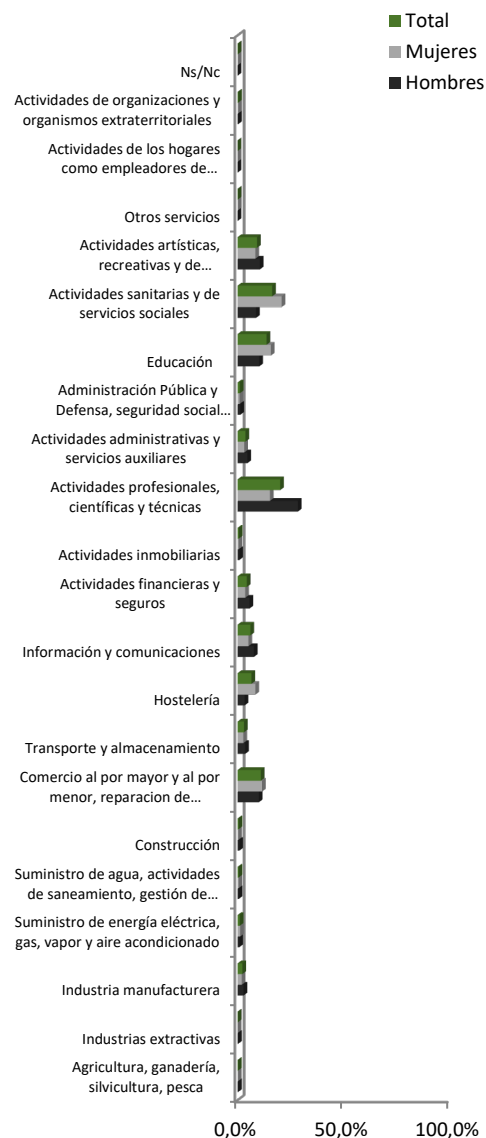 Total
Mujeres
Hombres
Ns/Nc
Actividades de organizaciones y
organismos extraterritoriales
Actividades de los hogares
como empleadores de…
Otros servicios
Actividades artísticas,
recreativas y de…
Actividades sanitarias y de
servicios sociales
Educación
Administración Pública y
Defensa, seguridad social…
Actividades administrativas y
servicios auxiliares
Actividades profesionales,
científicas y técnicas
Actividades inmobiliarias
Actividades financieras y
seguros
Información y comunicaciones
Hostelería
Transporte y almacenamiento
Comercio al por mayor y al por
menor, reparacion de…
Construcción
Suministro de agua, actividades
de saneamiento, gestión de…
Suministro de energía eléctrica,
gas, vapor y aire acondicionado
Industria manufacturera
Industrias extractivas
Agricultura, ganadería,
silvicultura, pesca
0,0% 50,0% 100,0%